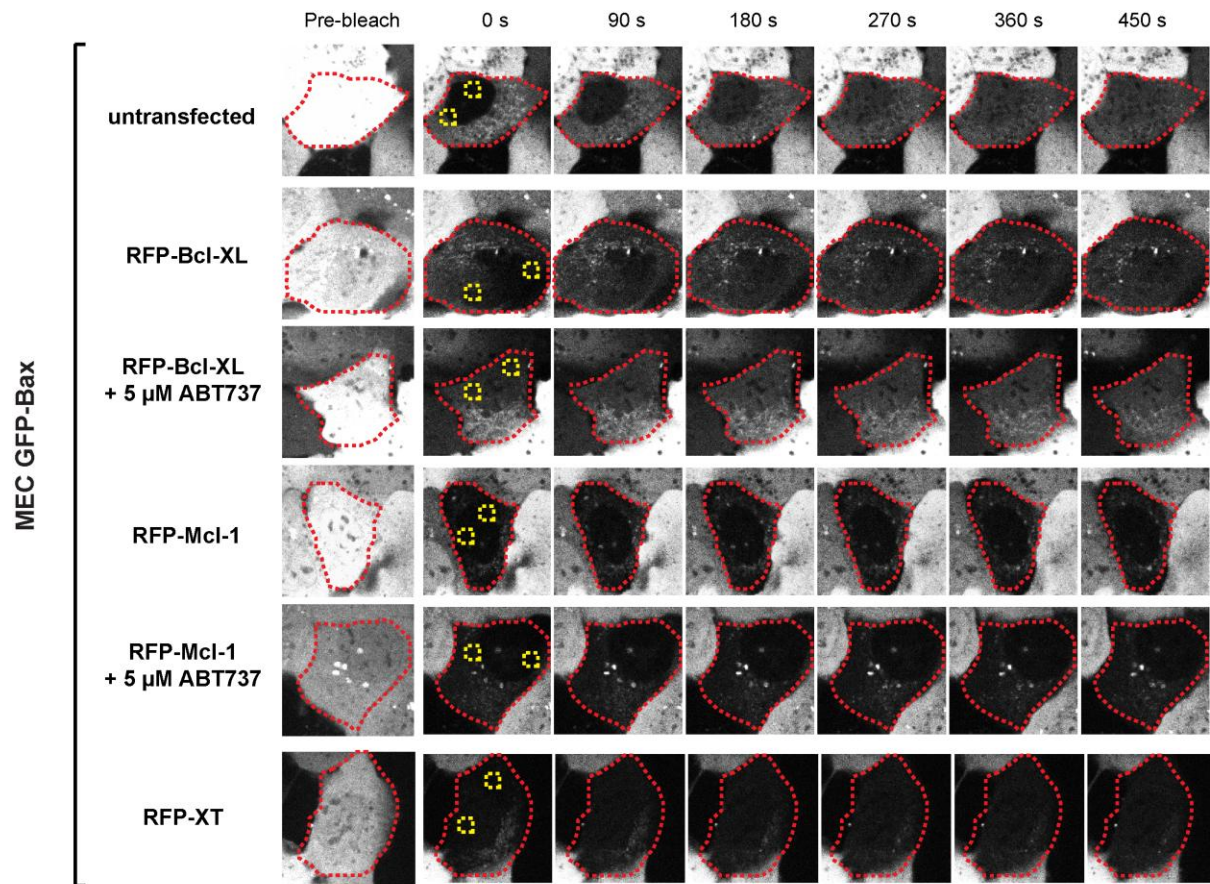 Pre-bleach 0 s 90 s 180 s 270 s 360 s 450 s
MEC GFP-Bax
untransfected
RFP-Bcl-XL
RFP-Bcl-XL
+ 5 µM ABT737
RFP-Mcl-1
RFP-Mcl-1
+ 5 µM ABT737
RFP-XT